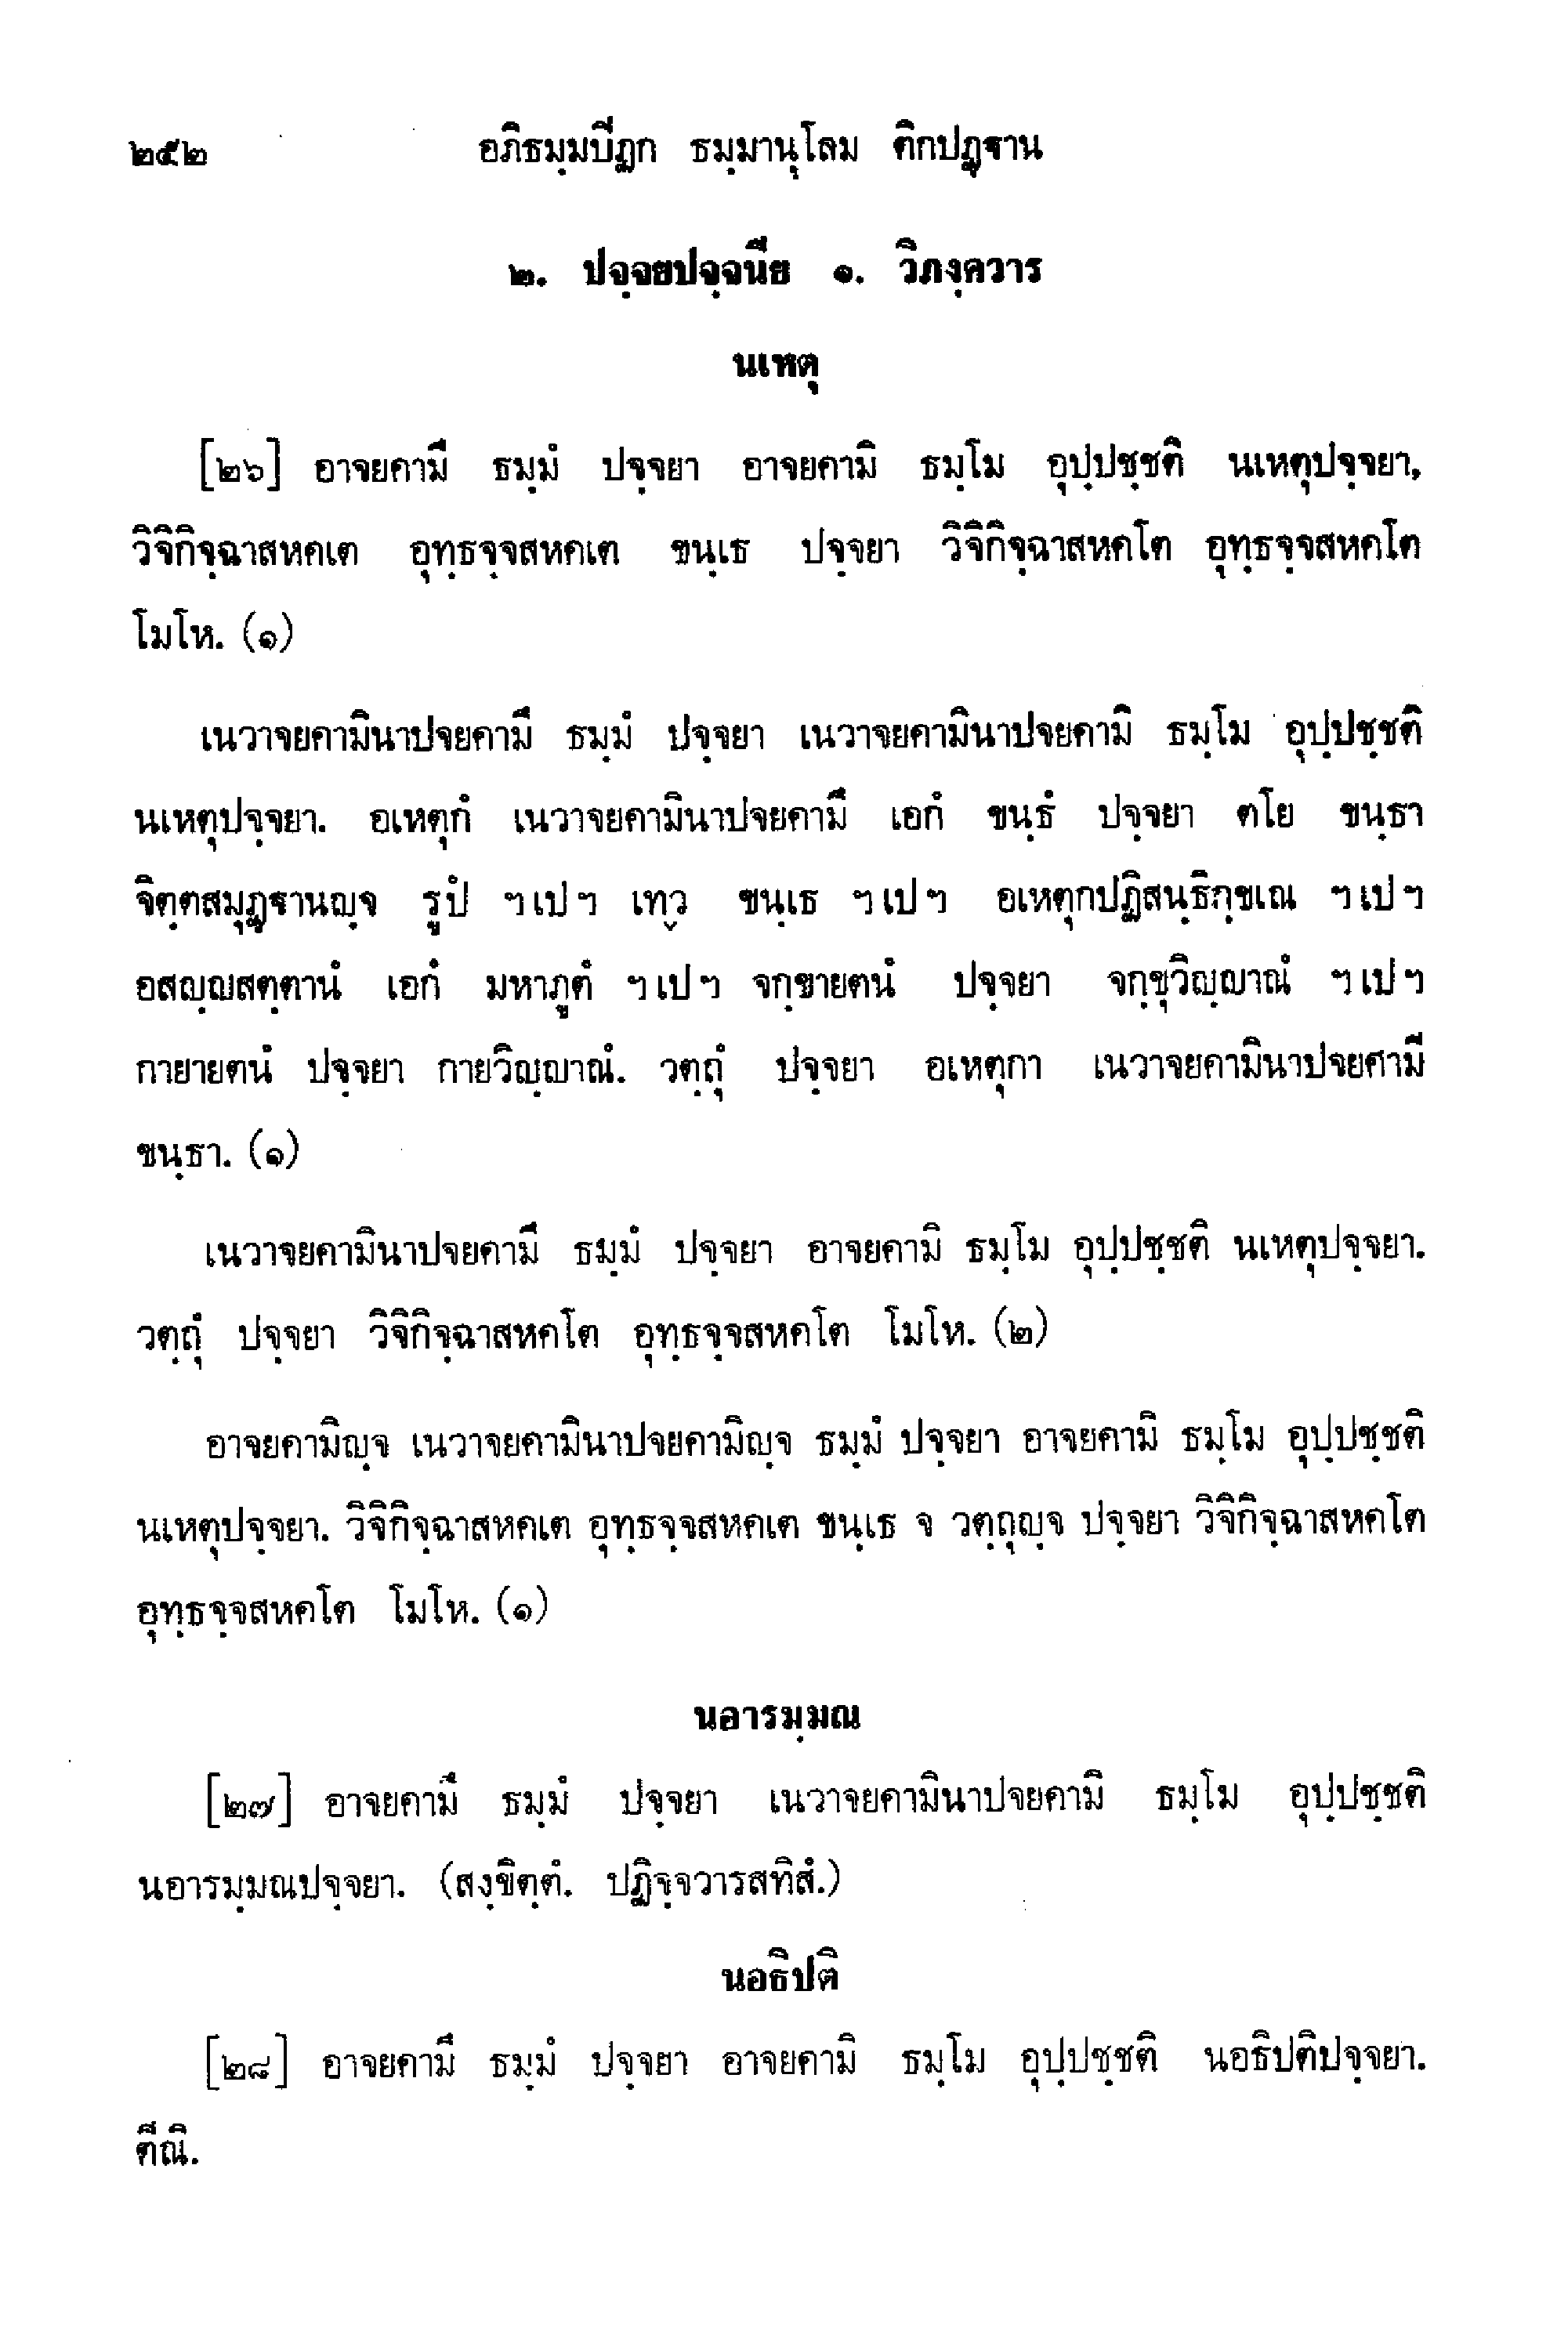 ๒๕๒ อภิธมฺมปิฏก ธมฺมานุโลม ติกปฏฺฐาน
๒. ปจฺจยปจฺจนีย ๑. วิภงฺควาร
นเหตุ
[๒๖] อาจยคามึ ธมฺมํ ปจฺจยา อาจยคามิ ธมฺโม อุปฺปชฺชติ นเหตุปจฺจยา,
วิจิกิจฺฉาสหคเต อุทฺธจฺจสหคเต ขนฺเธ ปจฺจยา วิจิกิจฺฉาสหคโต อุทฺธจฺจสหคโต
โมโห. (๑)
เนวาจยคามินาปจยคามึ ธมฺมํ ปจฺจยา เนวาจยคามินาปจยคามิ ธมฺโม อุปฺปชฺชติ
นเหตุปจฺจยา. อเหตุกํ เนวาจยคามินาปจยคามึ เอกํ ขนฺธํ ปจฺจยา ตโย ขนฺธา
จิตฺตสมุฏฺฐานญฺจ รูปํ ฯเปฯ เทฺว ขนฺเธ ฯเปฯ อเหตุกปฏิสนฺธิกฺขเณ ฯเปฯ
อสญฺญสตฺตานํ เอกํ มหาภูตํ ฯเปฯ จกฺขายตนํ ปจฺจยา จกฺขุวิญฺญาณํ ฯเปฯ
กายายตนํ ปจฺจยา กายวิญฺญาณํ. วตฺถุํ ปจฺจยา อเหตุกา เนวาจยคามินาปจยคามี
ขนฺธา. (๑)
เนวาจยคามินาปจยคามึ ธมฺมํ ปจฺจยา อาจยคามิ ธมฺโม อุปฺปชฺชติ นเหตุปจฺจยา.
วตฺถุํ ปจฺจยา วิจิกิจฺฉาสหคโต อุทฺธจฺจสหคโต โมโห. (๒)
อาจยคามิญฺจ เนวาจยคามินาปจยคามิญฺจ ธมฺมํ ปจฺจยา อาจยคามิ ธมฺโม อุปฺปชฺชติ
นเหตุปจฺจยา. วิจิกิจฺฉาสหคเต อุทฺธจฺจสหคเต ขนฺเธ จ วตฺถุญฺจ ปจฺจยา วิจิกิจฺฉาสหคโต
อุทฺธจฺจสหคโต โมโห. (๑)
นอารมฺมณ
[๒๗] อาจยคามึ ธมฺมํ ปจฺจยา เนวาจยคามินาปจยคามิ ธมฺโม อุปฺปชฺชติ
นอารมฺมณปจฺจยา. (สงฺขิตฺตํ. ปฏิจฺจวารสทิสํ.)
นอธิปติ
[๒๘] อาจยคามึ ธมฺมํ ปจฺจยา อาจยคามิ ธมฺโม อุปฺปชฺชติ นอธิปติปจฺจยา.
ตีณิ.